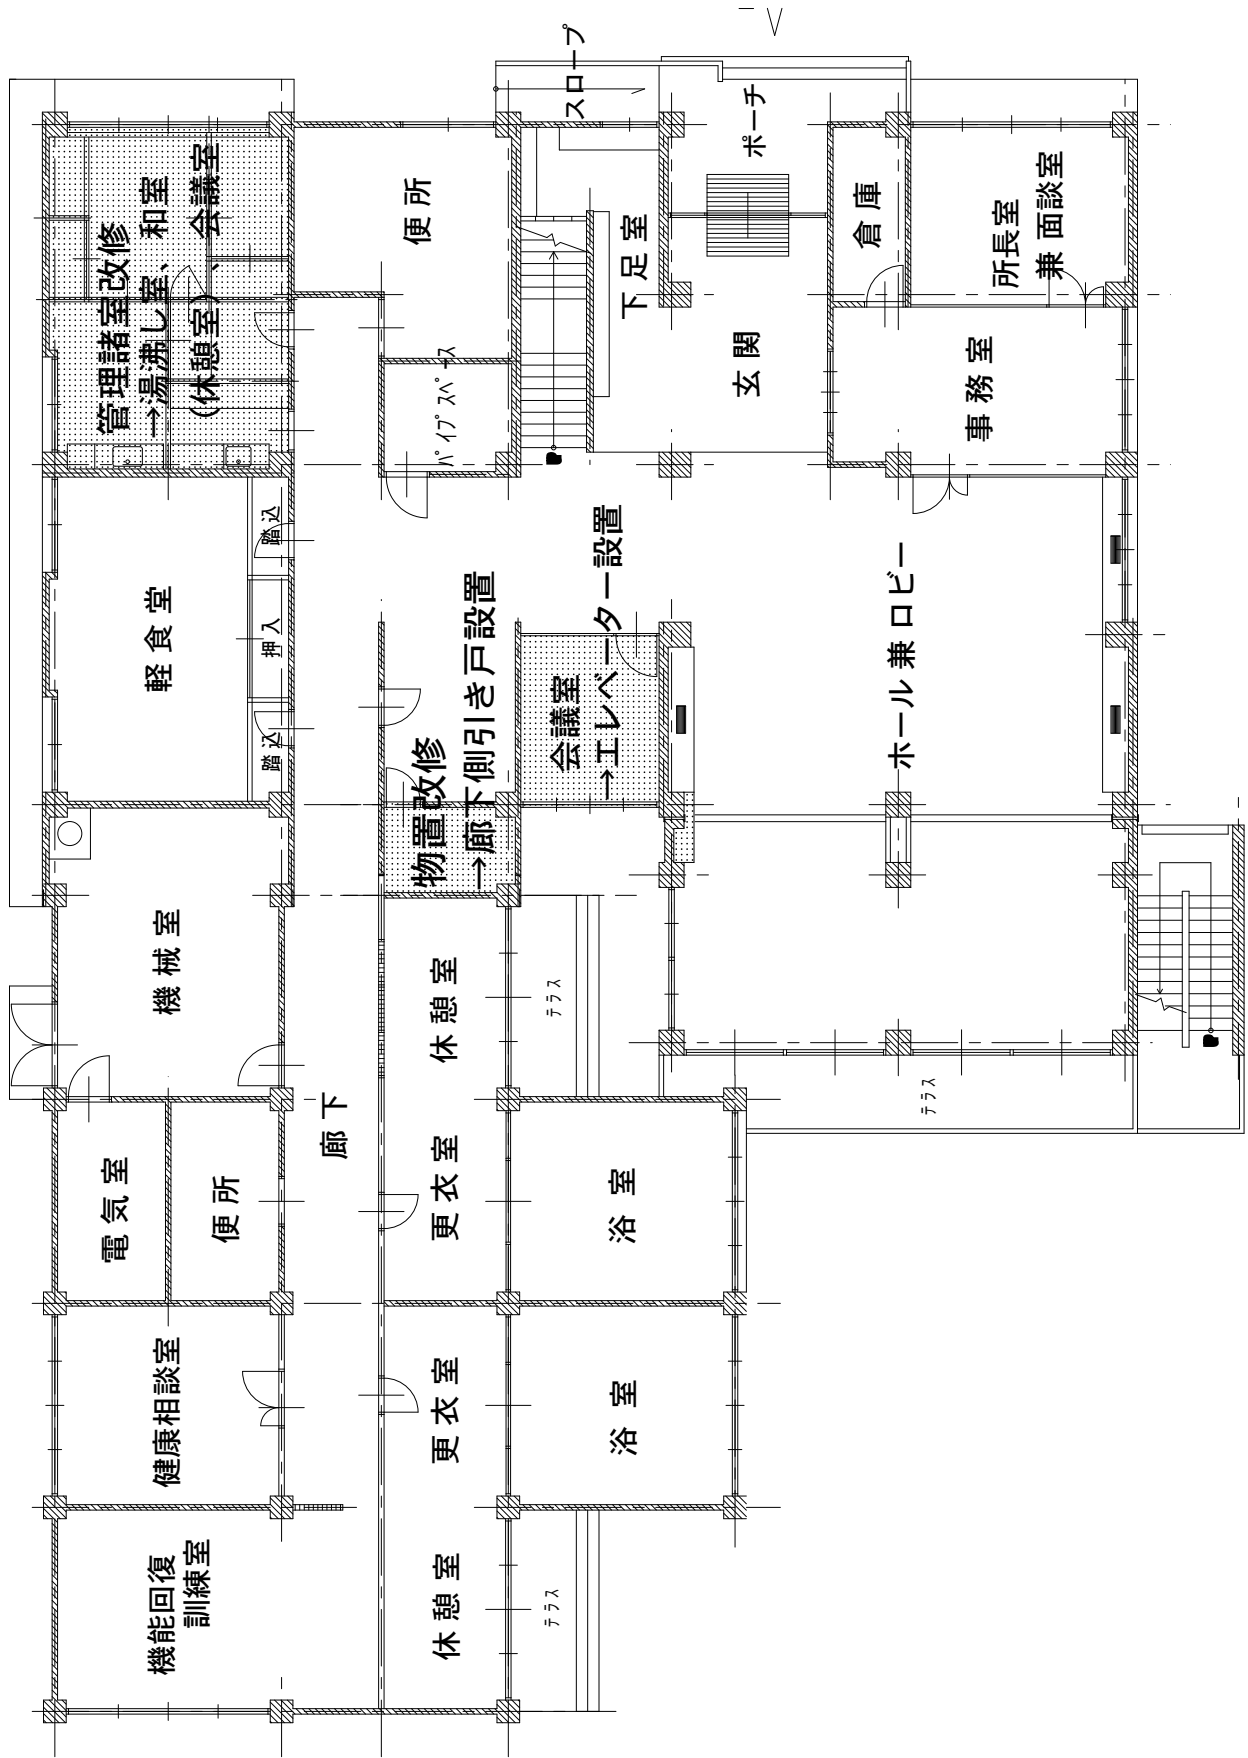 機能回復
訓練室
健康相談室
電気室
便所
機械室
軽食堂
踏込
押入
踏込
管理諸室改修
→湯沸し室、和室
（休憩室）、会議室
廊下
休憩室
更衣室
更衣室
休憩室
物置改修
→廊下側引き戸設置
パイプスペース
便所
浴室
浴室
テラス
テラス
会議室
→エレベーター設置
下足室
スロープ
ホール兼ロビー
玄関
ポーチ
倉庫
事務室
所長室
兼面談室
テラス